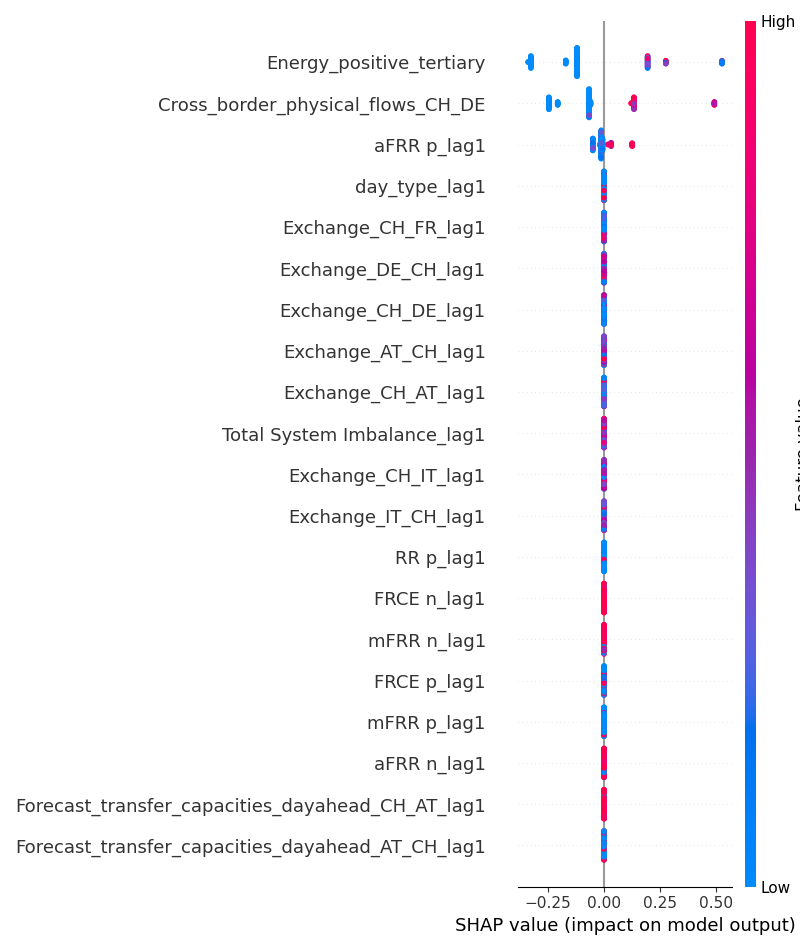 High
Energy_positive_tertiary
Cross_border_physical_flows_CH_DE
aFRR p_lag1
day_type_lag1
Exchange_CH_FR_lag1
Exchange_DE_CH_lag1
Exchange_CH_DE_lag1
Exchange_AT_CH_lag1
Exchange_CH_AT_lag1
Total System Imbalance_lag1
Exchange_CH_IT_lag1
Exchange_IT_CH_lag1
RR p_lag1
FRCE n_lag1
mFRR n_lag1
FRCE p_lag1
mFRR p_lag1
aFRR n_lag1
Forecast_transfer_capacities_dayahead_CH_AT_lag1
Forecast_transfer_capacities_dayahead_AT_CH_lag1
Low
−0.25 0.00 0.25 0.50
SHAP value (impact on model output)